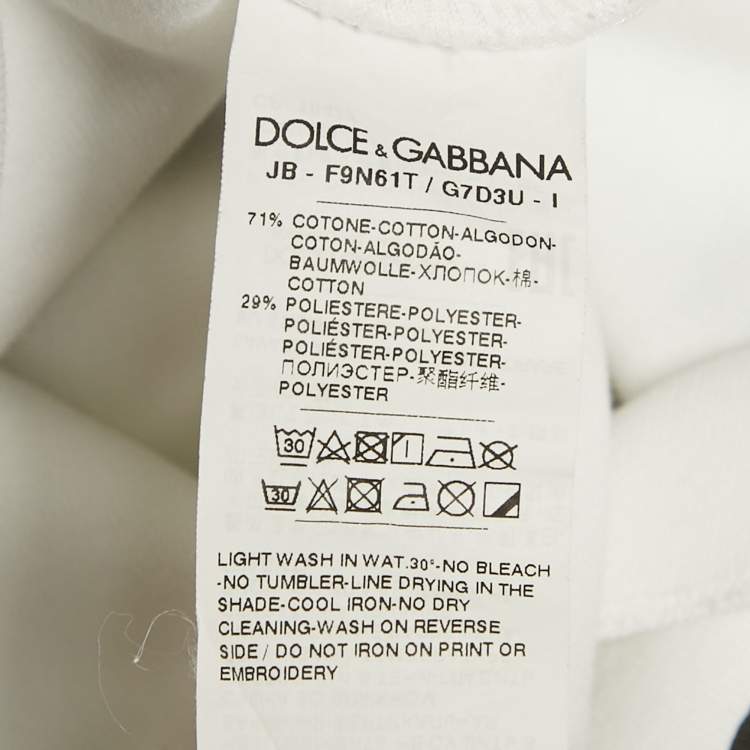 DOLCE & GABBANA
JB - F9N61T / G7D3U - I
71% COTONE-COTTON-ALGODON-
COTON-ALGODÃO-
BAUMWOLLE-ХЛОПОК-棉-
COTTON
29% POLIESTERE-POLYESTER-
POLIÉSTER-POLYESTER-
POLIÉSTER-POLYESTER-
ПОЛИЭСТЕР-聚酯纤维-
POLYESTER
30
30
LIGHT WASH IN WAT.30°-NO BLEACH
-NO TUMBLER-LINE DRYING IN THE
SHADE-COOL IRON-NO DRY
CLEANING-WASH ON REVERSE
SIDE / DO NOT IRON ON PRINT OR
EMBROIDERY